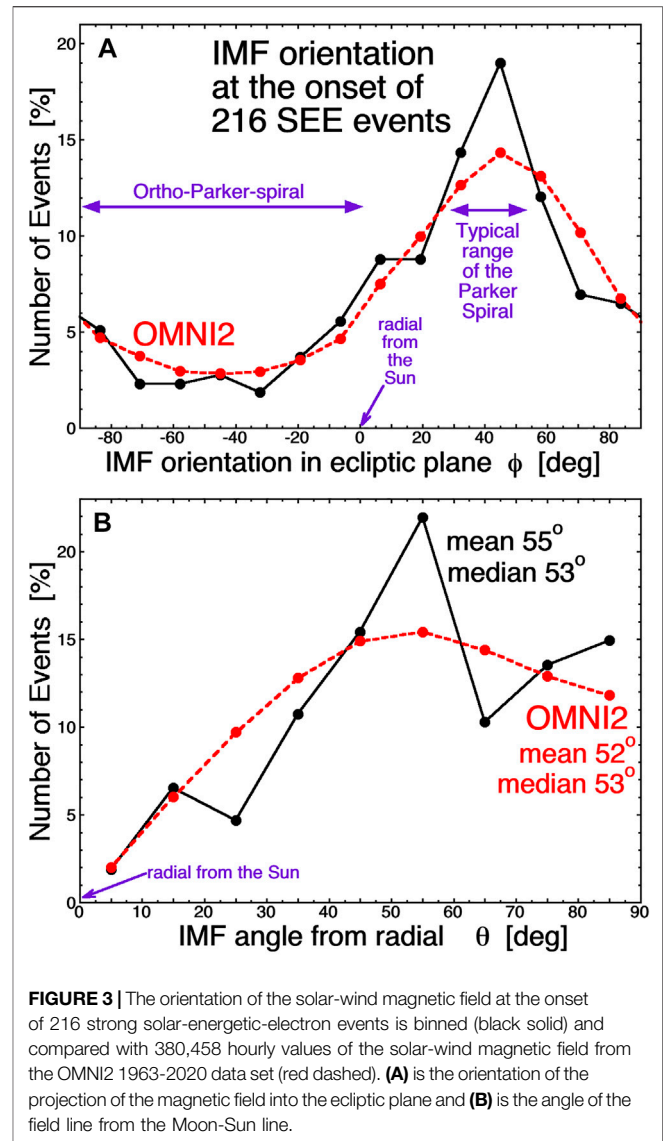 A
IMF orientation
at the onset of
216 SEE events
Number of Events [%]
20
15
10
5
0
Ortho-Parker-spiral
OMNI2
Typical
range
of the
Parker
Spiral
radial
from
the
Sun
-80 -60 -40 -20 0 20 40 60 80
IMF orientation in ecliptic plane ϕ [deg]
B
mean 55°
median 53°
Number of Events [%]
20
15
10
5
0
OMNI2
mean 52°
median 53°
radial from the Sun
0 10 20 30 40 50 60 70 80 90
IMF angle from radial θ [deg]
FIGURE 3 | The orientation of the solar-wind magnetic field at the onset
of 216 strong solar-energetic-electron events is binned (black solid) and
compared with 380,458 hourly values of the solar-wind magnetic field from
the OMNI2 1963-2020 data set (red dashed). (A) is the orientation of the
projection of the magnetic field into the ecliptic plane and (B) is the angle of the
field line from the Moon-Sun line.